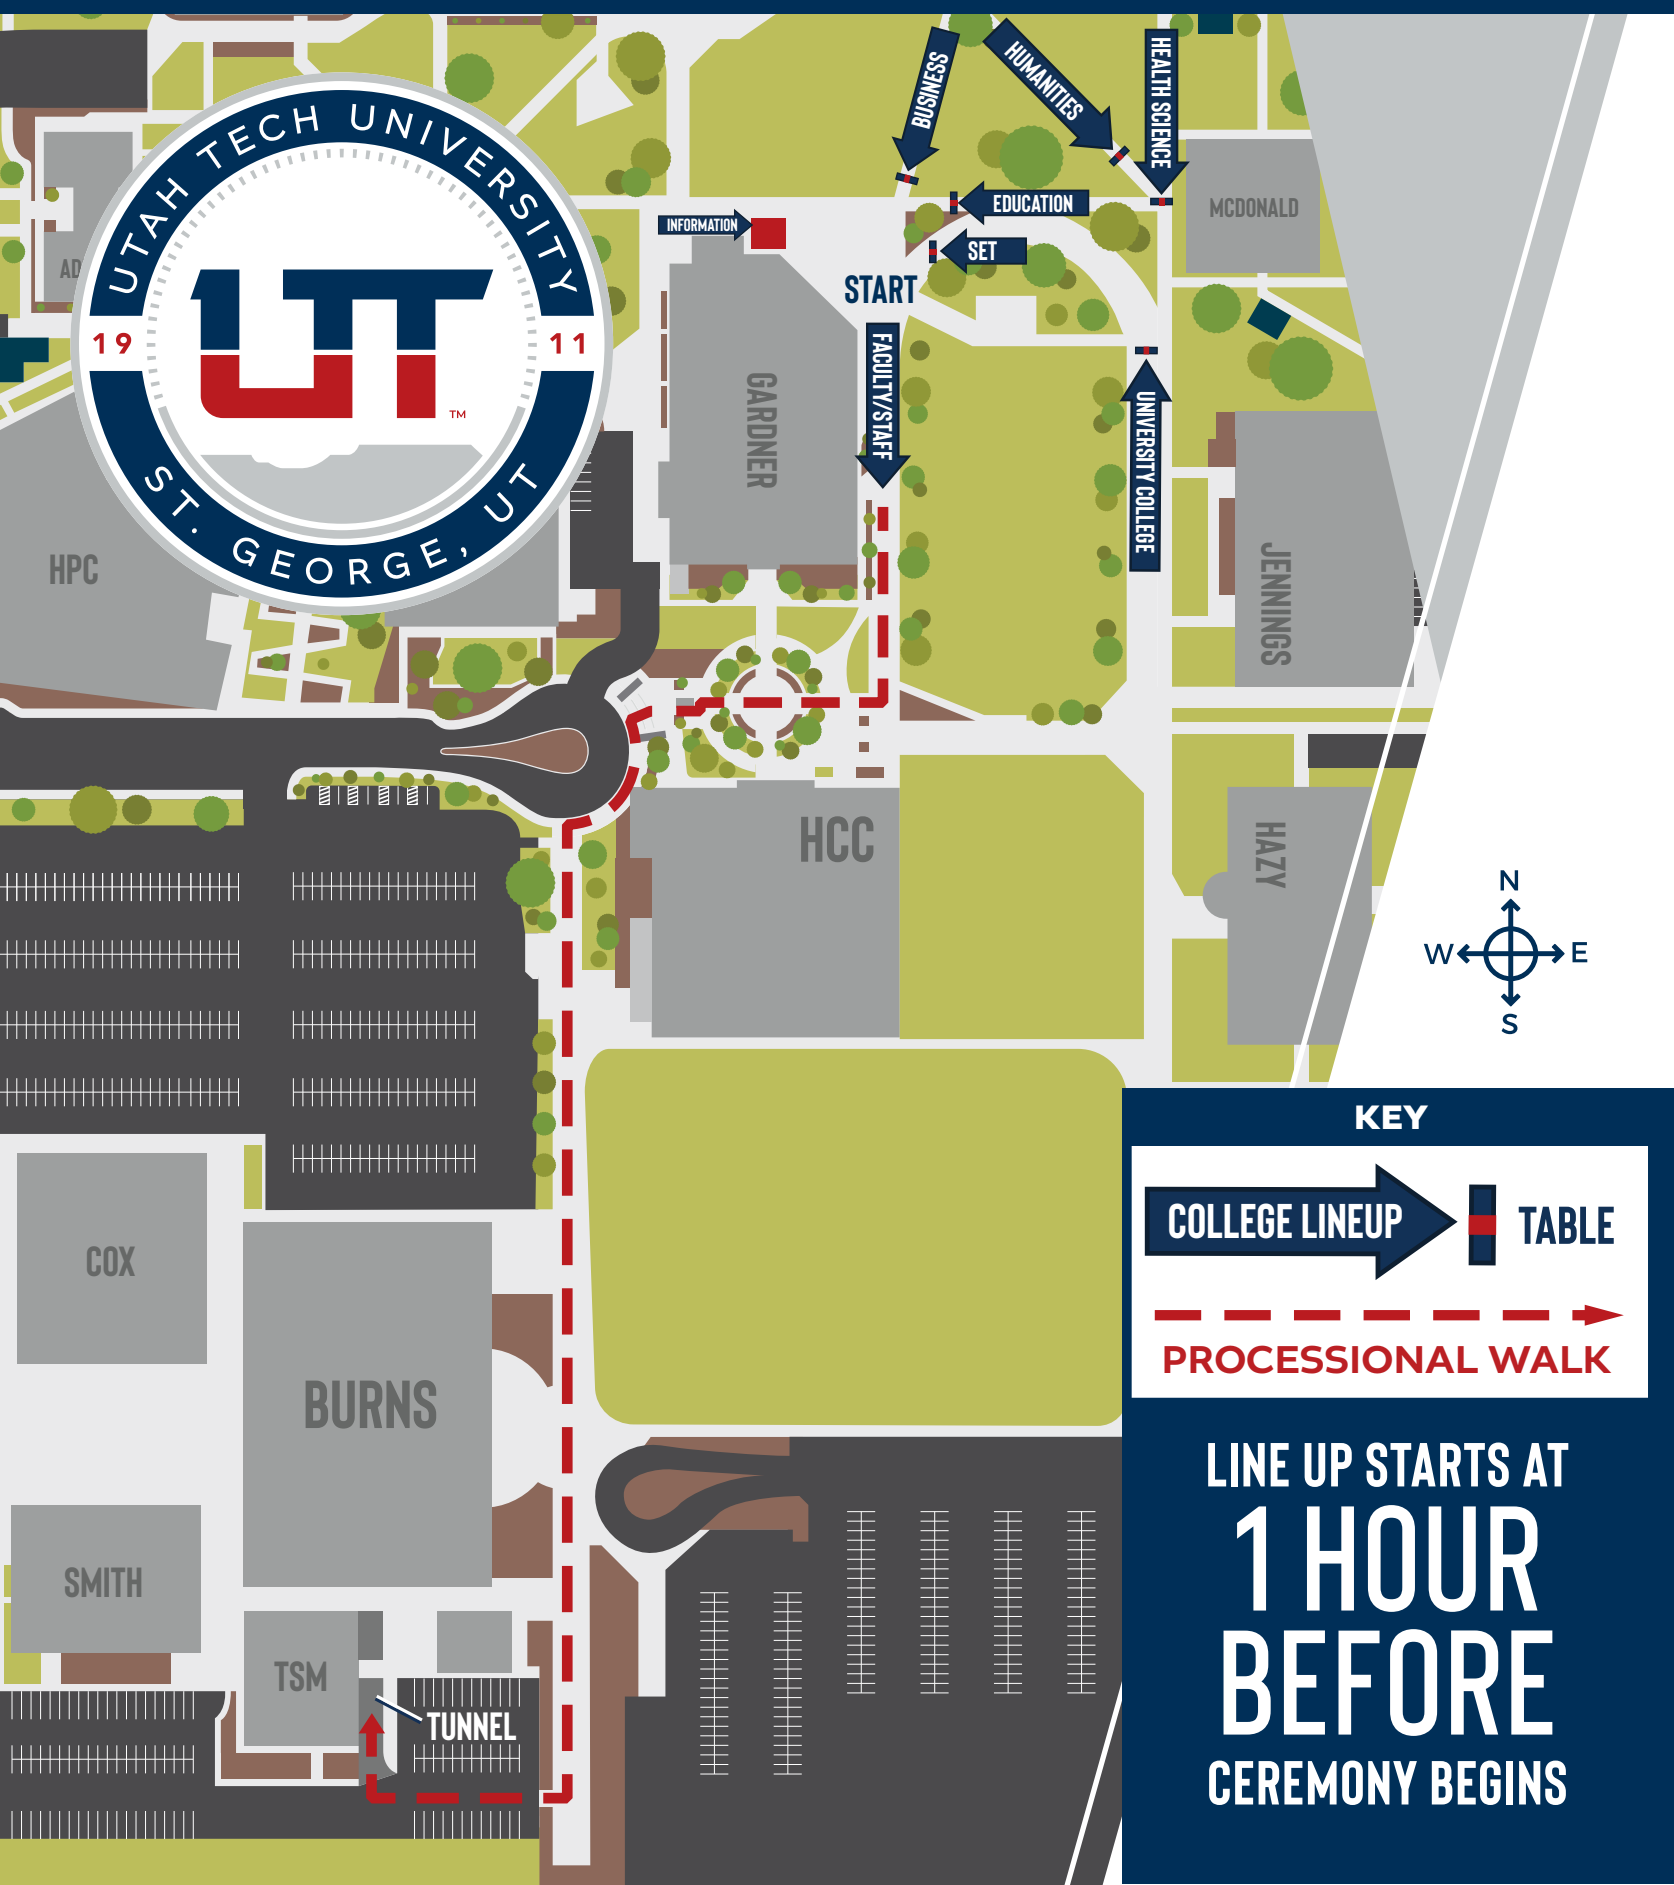 BUSINESS
HUMANITIES
HEALTH SCIENCE
UTAH TECH UNIVERSITY
MCDONALD
EDUCATION
INFORMATION
SET
AD
START
19
11
UT
TM
FACULTY/STAFF
GARDNER
UNIVERSITY COLLEGE
ST. GEORGE, UT
HPC
JENNINGS
HCC
HAZY
N
W
E
S
KEY
COLLEGE LINEUP
TABLE
PROCESSIONAL WALK
COX
BURNS
LINE UP STARTS AT
1 HOUR
BEFORE
CEREMONY BEGINS
SMITH
TSM
TUNNEL